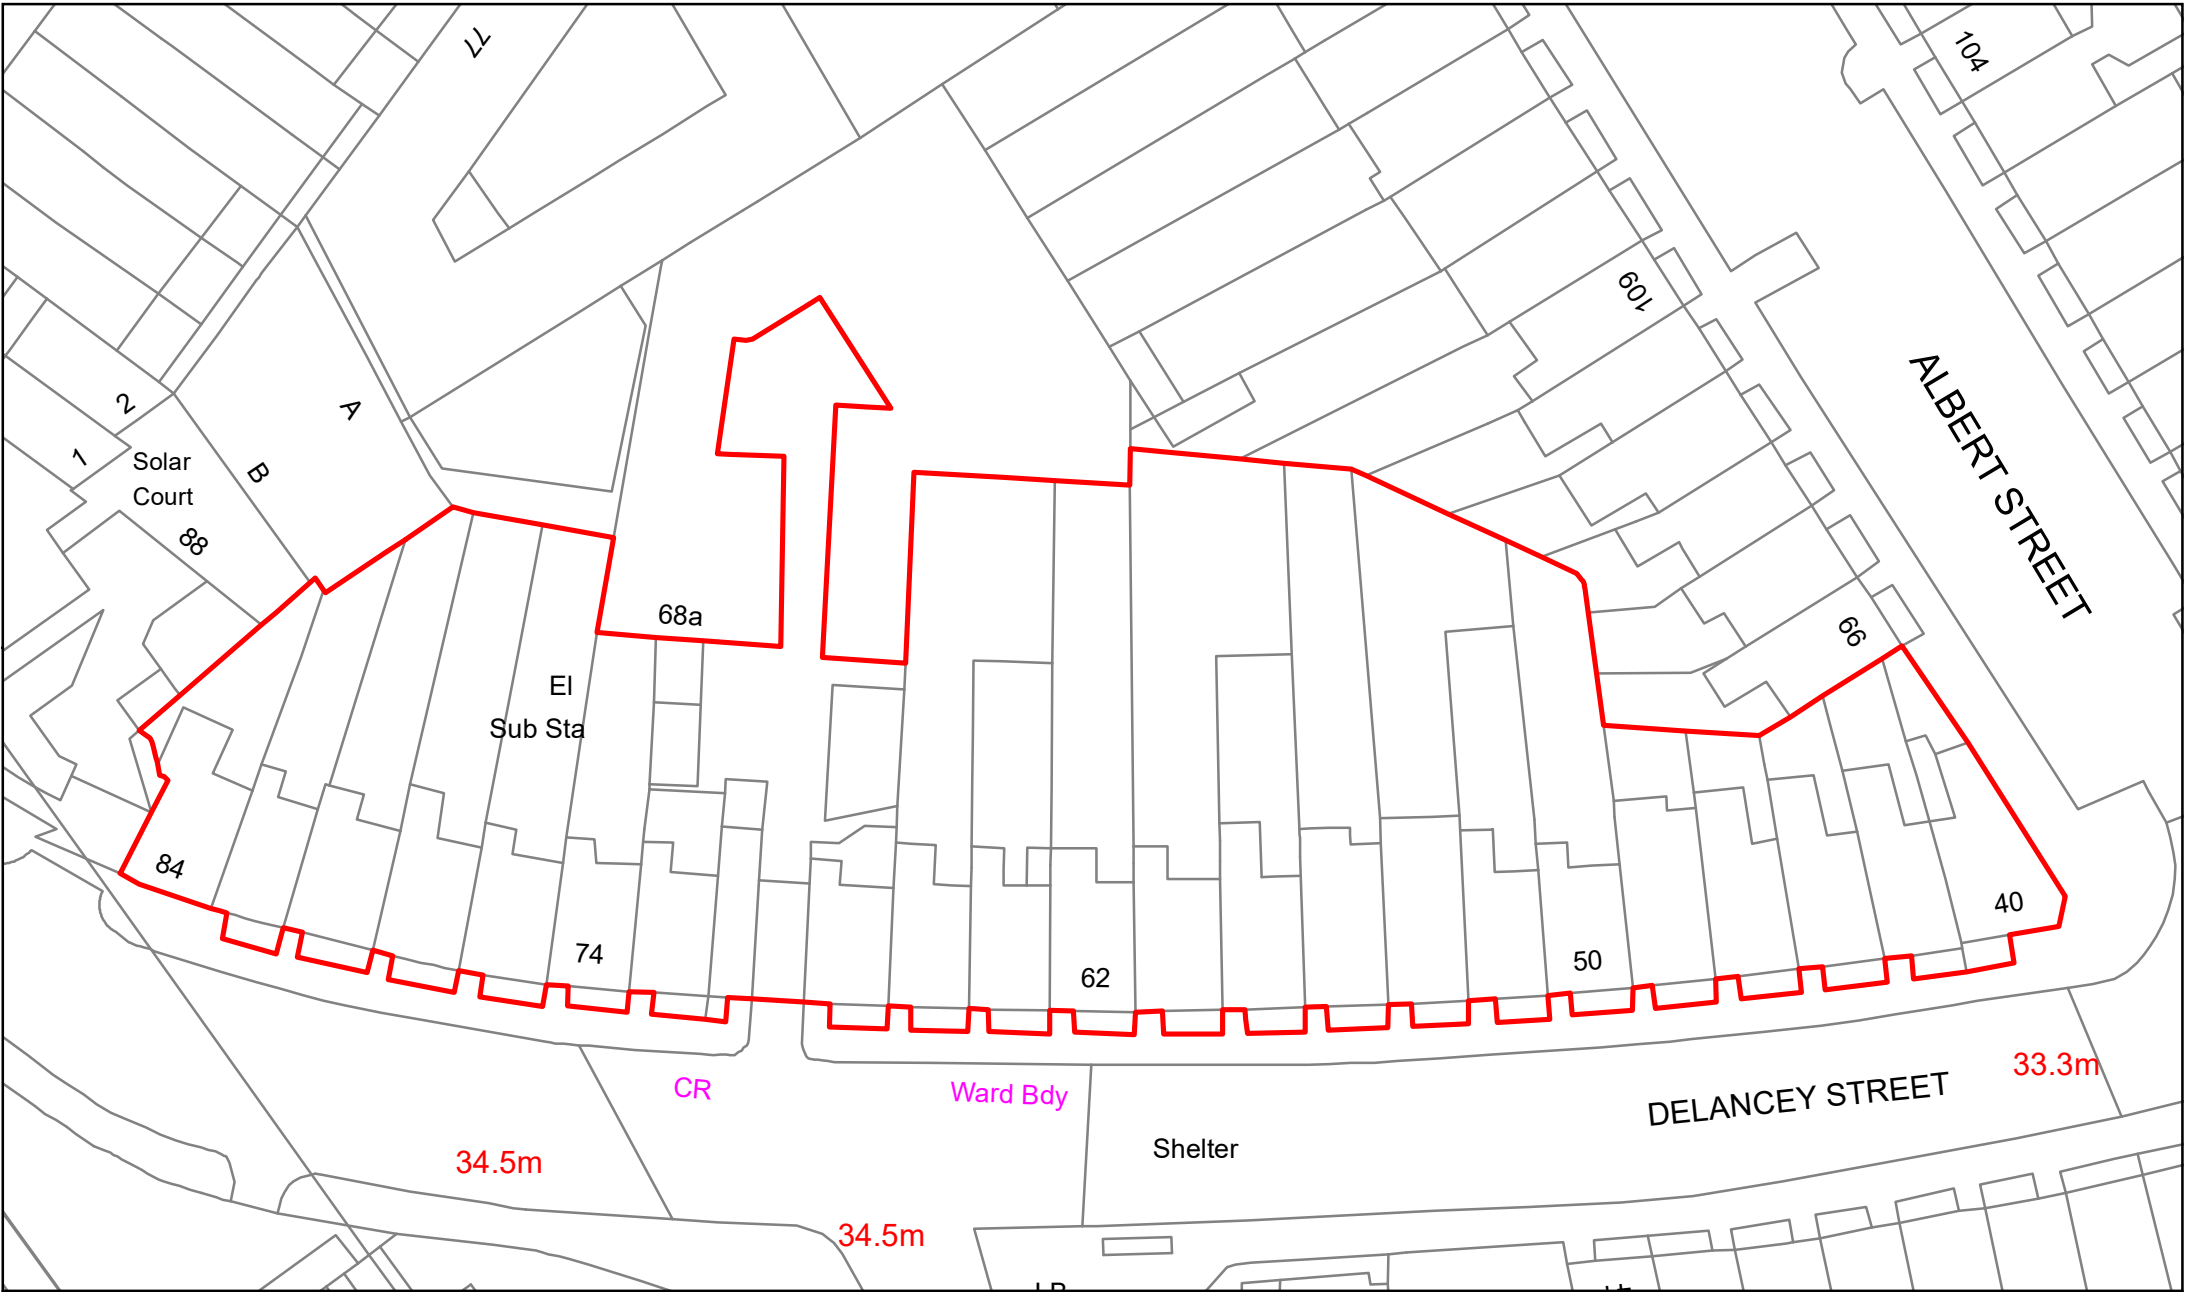 77
104
109
2
A
ALBERT STREET
1
Solar
Court
B
88
68a
66
El
Sub Sta
84
40
74
50
62
33.3m
CR
Ward Bdy
DELANCEY STREET
Shelter
34.5m
34.5m